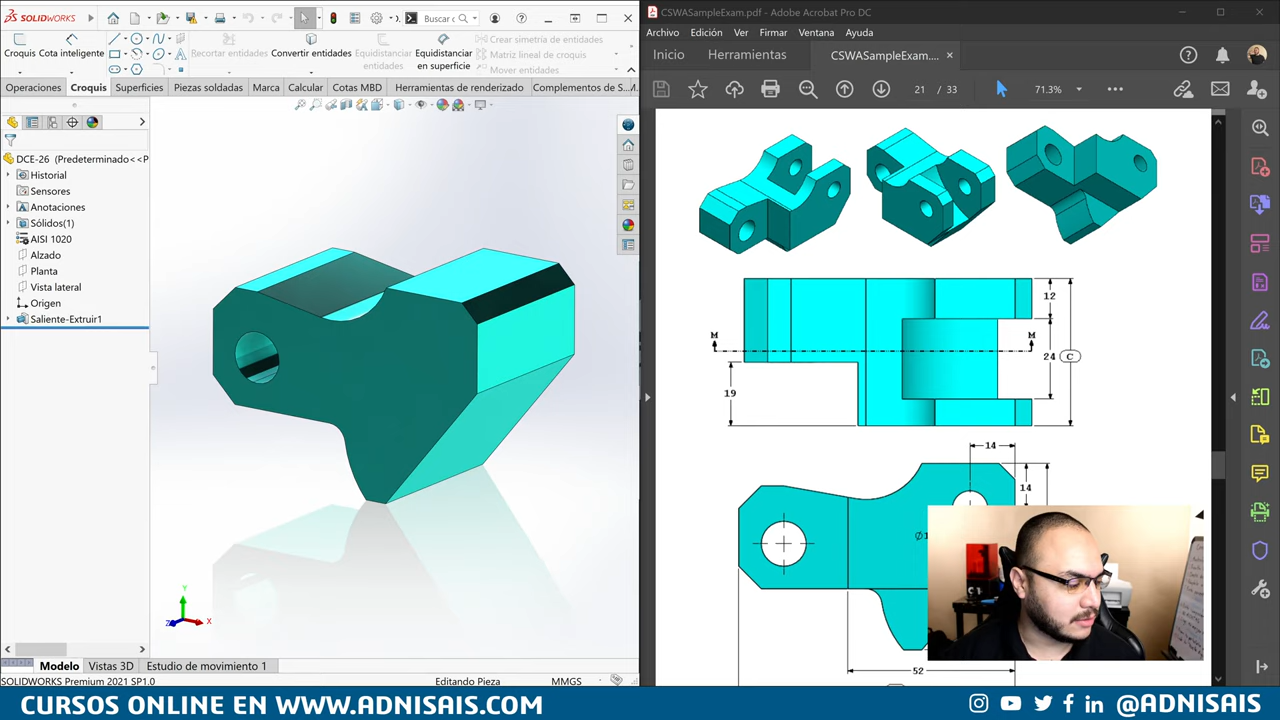 SOLIDWORKS
Buscar c
CSWASampleExam.pdf - Adobe Acrobat Pro DC
Archivo Edición Ver Firmar Ventana Ayuda
Croquis Cota inteligente
Recortar entidades
Convertir entidades
Equidistanciar entidades
Equidistanciar en superficie
Crear simetría de entidades
Matriz lineal de croquis
Mover entidades
Inicio Herramientas CSWASampleExam....
Operaciones Croquis Superficies Piezas soldadas Marca Calcular Cotas MBD Herramientas de renderizado Complementos de S...
21 / 33 71.3%
DCE-26 (Predeterminado<<P
Historial
Sensores
Anotaciones
Sólidos(1)
AISI 1020
Alzado
Planta
Vista lateral
Origen
Saliente-Extruir1
12
M M
24 C
19
14
14
Ø1
52
Y
Z X
Modelo Vistas 3D Estudio de movimiento 1
SOLIDWORKS Premium 2021 SP1.0 Editando Pieza MMGS
CURSOS ONLINE EN WWW.ADNISAIS.COM @ADNISAIS